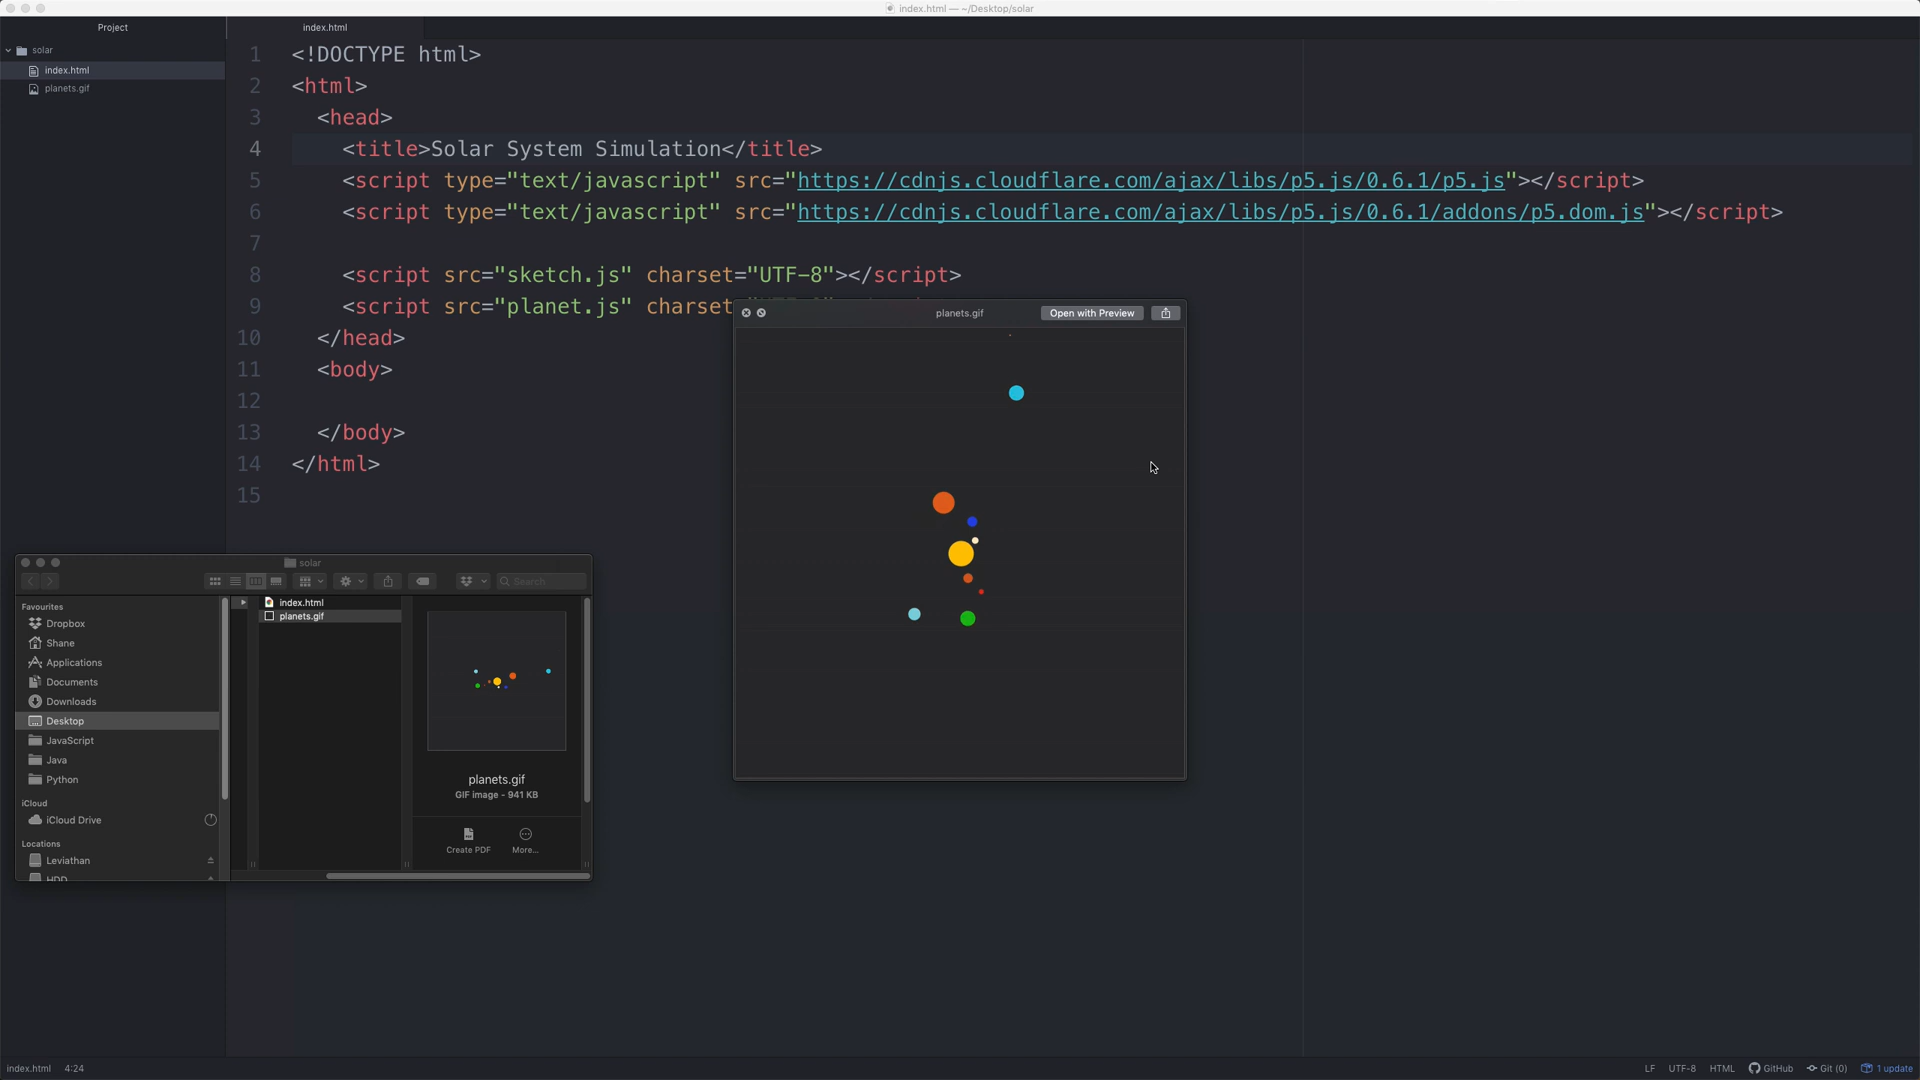 index.html — ~/Desktop/solar
Project
index.html
solar
index.html
planets.gif
1 <!DOCTYPE html>
2 <html>
3 <head>
4 <title>Solar System Simulation</title>
5 <script type="text/javascript" src="https://cdnjs.cloudflare.com/ajax/libs/p5.js/0.6.1/p5.js"></script>
6 <script type="text/javascript" src="https://cdnjs.cloudflare.com/ajax/libs/p5.js/0.6.1/addons/p5.dom.js"></script>
7
8 <script src="sketch.js" charset="UTF-8"></script>
9 <script src="planet.js" charset
10 </head>
11 <body>
12
13 </body>
14 </html>
15
planets.gif
Open with Preview
solar
Search
Favourites
Dropbox
Shane
Applications
Documents
Downloads
Desktop
JavaScript
Java
Python
iCloud
iCloud Drive
Locations
Leviathan
HDD
index.html
planets.gif
planets.gif
GIF image - 941 KB
Create PDF
More...
index.html 4:24
LF UTF-8 HTML GitHub Git (0) 1 update